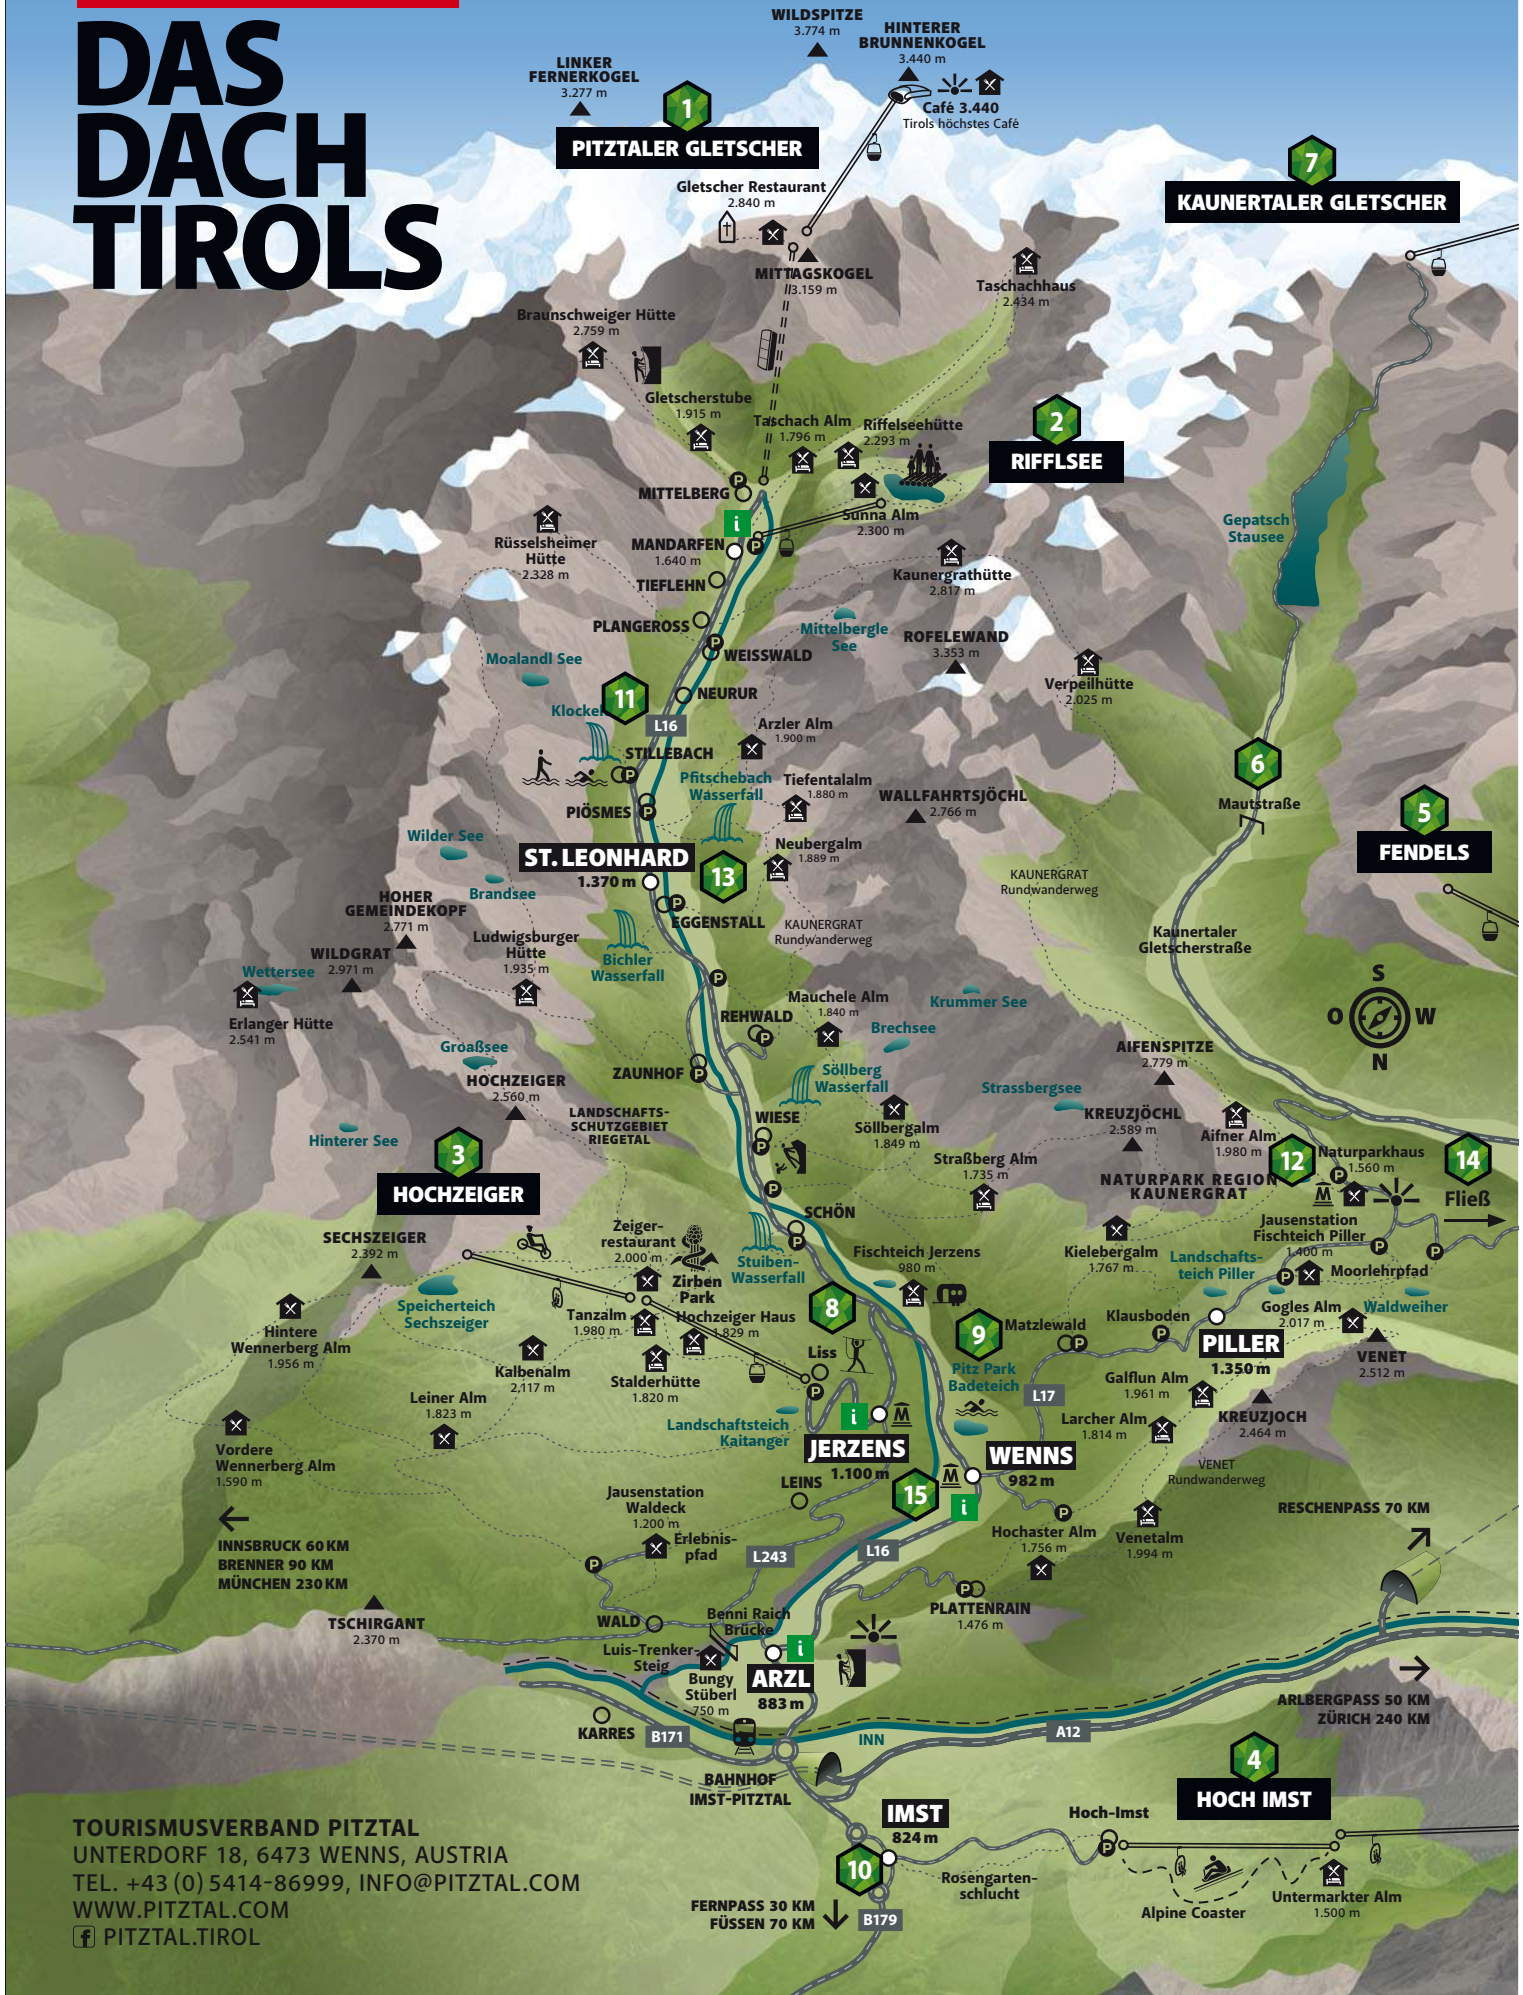 DAS
DACH
TIROLS
WILDSPITZE
3.774 m
HINTERER
BRUNNENKOGEL
3.440 m
LINKER
FERNERKOGEL
3.277 m
Café 3.440
Tirols höchstes Café
1
PITZTALER GLETSCHER
7
KAUNERTALER GLETSCHER
Gletscher Restaurant
2.840 m
MITTAGSKOGEL
3.159 m
Taschachhaus
2.434 m
Braunschweiger Hütte
2.759 m
Gletscherstube
1.915 m
Taschach Alm
1.796 m
Riffelseehütte
2.293 m
2
RIFFLSEE
P
MITTELBERG
i
Sunna Alm
2.300 m
Gepatsch
Stausee
Rüsselsheimer
Hütte
2.328 m
MANDARFEN
1.640 m
P
TIEFLEHN
Kaunergrathütte
2.817 m
PLANGEROSS
Mittelbergle
See
ROFELEWAND
3.353 m
P
WEISSWALD
Moalandl See
Verpeilhütte
2.025 m
11
NEURUR
Klockel
L16
Arzler Alm
1.900 m
STILLEBACH
P
6
Mautstraße
Pfitschebach
Wasserfall
Tiefentalalm
1.880 m
WALLFAHRTSJÖCHL
2.766 m
PIÖSMES
P
5
FENDELS
Wilder See
Neubergalm
1.889 m
ST. LEONHARD
1.370 m
13
Brandsee
KAUNERGRAT
Rundwanderweg
HOHER
GEMEINDEKOPF
2.771 m
P
EGGENSTALL
KAUNERGRAT
Rundwanderweg
Ludwigsburger
Hütte
1.935 m
Kaunertaler
Gletscherstraße
WILDGRAT
2.971 m
Wettersee
Bichler
Wasserfall
P
S
O
W
N
Erlanger Hütte
2.541 m
Mauchele Alm
1.840 m
Krummer See
REHWALD
P
Brechsee
Groaßsee
AIFENSPITZE
2.779 m
ZAUNHOF
P
Söllberg
Wasserfall
HOCHZEIGER
2.560 m
Strassbergsee
LANDSCHAFTS-
SCHUTZGEBIET
RIEGETAL
WIESE
P
Söllbergalm
1.849 m
KREUZJÖCHL
2.589 m
Aifner Alm
1.980 m
Hinterer See
3
HOCHZEIGER
12
Naturparkhaus
1.560 m
P
14
Fließ
Straßberg Alm
1.735 m
NATURPARK REGION
KAUNERGRAT
P
SCHÖN
P
Jausenstation
Fischteich Piller
1.400 m
P
P
SECHSZEIGER
2.392 m
Zeiger-
restaurant
2.000 m
Zirben
Park
Stuiben-
Wasserfall
Fischteich Jerzens
980 m
Kielebergalm
1.767 m
Landschafts-
teich Piller
P
Moorlehrpfad
Speicherteich
Sechszeiger
Tanzalm
1.980 m
Hochzeiger Haus
1.829 m
8
9
Matzlewald
P
Klausboden
P
Gogles Alm
2.017 m
Waldweiher
Hintere
Wennerberg Alm
1.956 m
PILLER
1.350 m
VENET
2.512 m
Kalbenalm
2.117 m
Stalderhütte
1.820 m
Liss
P
Pitz Park
Badeteich
L17
Galflun Alm
1.961 m
Leiner Alm
1.823 m
Landschaftsteich
Kaitanger
i
Larcher Alm
1.814 m
KREUZJOCH
2.464 m
Vordere
Wennerberg Alm
1.590 m
JERZENS
1.100 m
WENNS
982 m
VENET
Rundwanderweg
LEINS
15
i
Jausenstation
Waldeck
1.200 m
P
RESCHENPASS 70 KM
INNSBRUCK 60 KM
BRENNER 90 KM
MÜNCHEN 230 KM
Erlebnis-
pfad
L243
L16
Hochaster Alm
1.756 m
Venetalm
1.994 m
P
P
PLATTENRAIN
1.476 m
TSCHIRGANT
2.370 m
WALD
Benni Raich
Brücke
i
Luis-Trenker-
Steig
Bungy
Stüberl
750 m
ARZL
883 m
ARLBERGPASS 50 KM
ZÜRICH 240 KM
KARRES
B171
INN
A12
BAHNHOF
IMST-PITZTAL
4
HOCH IMST
IMST
824 m
Hoch-Imst
P
10
Rosengarten-
schlucht
Alpine Coaster
Untermarkter Alm
1.500 m
FERNPASS 30 KM
FÜSSEN 70 KM
B179
TOURISMUSVERBAND PITZTAL
UNTERDORF 18, 6473 WENNS, AUSTRIA
TEL. +43 (0) 5414-86999, INFO@PITZTAL.COM
WWW.PITZTAL.COM
f PITZTAL.TIROL